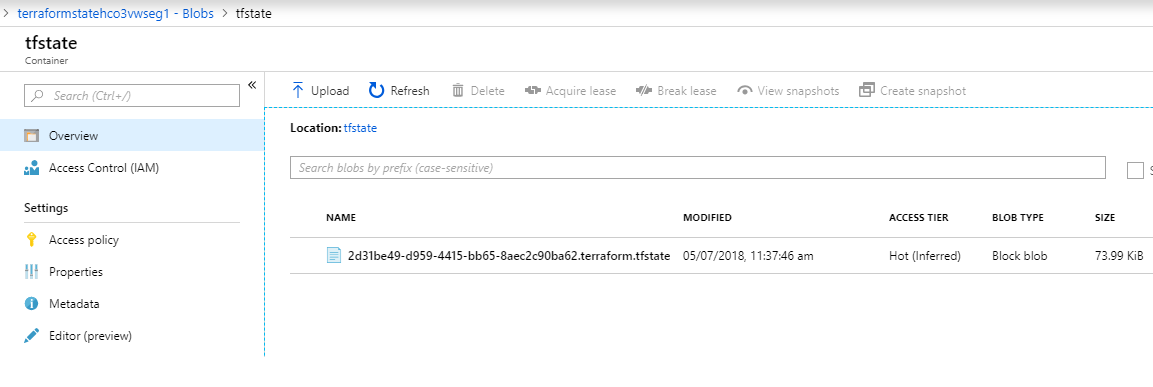 > terraformstatehco3vwseg1 - Blobs > tfstate
tfstate
Container
Search (Ctrl+/)
«
Overview
Access Control (IAM)
Settings
Access policy
Properties
Metadata
Editor (preview)
Upload Refresh Delete Acquire lease Break lease View snapshots Create snapshot
Location: tfstate
Search blobs by prefix (case-sensitive)
NAME MODIFIED ACCESS TIER BLOB TYPE SIZE
2d31be49-d959-4415-bb65-8aec2c90ba62.terraform.tfstate 05/07/2018, 11:37:46 am Hot (Inferred) Block blob 73.99 KiB